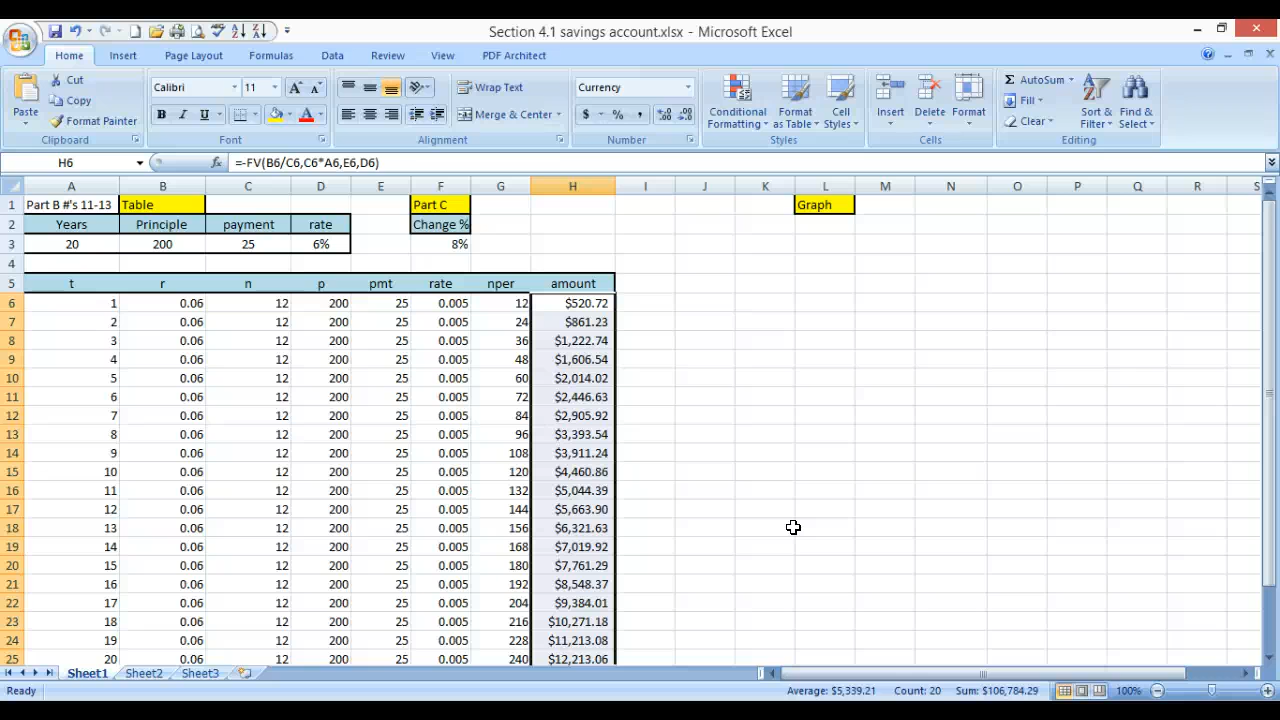 Section 4.1 savings account.xlsx - Microsoft Excel
Home Insert Page Layout Formulas Data Review View PDF Architect
Paste Cut Copy Format Painter Clipboard
Calibri 11 B I U A A A Font
Wrap Text Merge & Center Alignment
Currency $ % , Number
Conditional Formatting Format as Table Cell Styles Styles
Insert Delete Format Cells
AutoSum Fill Clear Sort & Filter Find & Select Editing
H6 fx =-FV(B6/C6,C6*A6,E6,D6)
A B C D E F G H I J K L M N O P Q R S
1 Part B #'s 11-13 Table Part C Graph
2 Years Principle payment rate Change %
3 20 200 25 6% 8%
4
5 t r n p pmt rate nper amount
6 1 0.06 12 200 25 0.005 12 $520.72
7 2 0.06 12 200 25 0.005 24 $861.23
8 3 0.06 12 200 25 0.005 36 $1,222.74
9 4 0.06 12 200 25 0.005 48 $1,606.54
10 5 0.06 12 200 25 0.005 60 $2,014.02
11 6 0.06 12 200 25 0.005 72 $2,446.63
12 7 0.06 12 200 25 0.005 84 $2,905.92
13 8 0.06 12 200 25 0.005 96 $3,393.54
14 9 0.06 12 200 25 0.005 108 $3,911.24
15 10 0.06 12 200 25 0.005 120 $4,460.86
16 11 0.06 12 200 25 0.005 132 $5,044.39
17 12 0.06 12 200 25 0.005 144 $5,663.90
18 13 0.06 12 200 25 0.005 156 $6,321.63
19 14 0.06 12 200 25 0.005 168 $7,019.92
20 15 0.06 12 200 25 0.005 180 $7,761.29
21 16 0.06 12 200 25 0.005 192 $8,548.37
22 17 0.06 12 200 25 0.005 204 $9,384.01
23 18 0.06 12 200 25 0.005 216 $10,271.18
24 19 0.06 12 200 25 0.005 228 $11,213.08
25 20 0.06 12 200 25 0.005 240 $12,213.06
Sheet1 Sheet2 Sheet3
Ready Average: $5,339.21 Count: 20 Sum: $106,784.29 100%